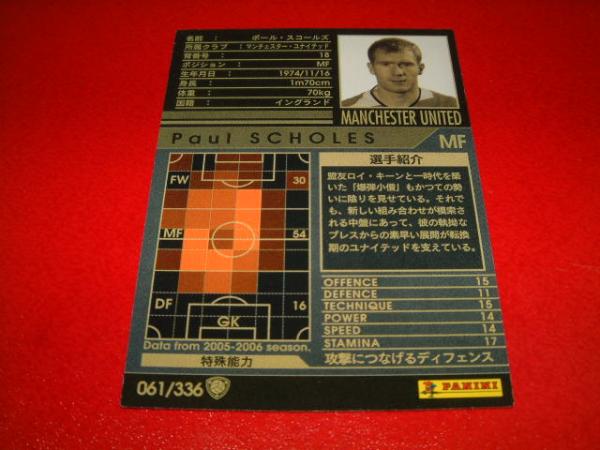 名前 : ポール・スコールズ
所属クラブ : マンチェスター・ユナイテッド
背番号 : 18
ポジション : MF
生年月日 : 1974/11/16
身長 : 1m70cm
体重 : 70kg
国籍 : イングランド
MANCHESTER UNITED
Paul SCHOLES MF
FW 30
MF 54
DF 16
GK
Data from 2005-2006 season.
選手紹介
盟友ロイ・キーンと一時代を築
いた「爆弾小僧」もかつての勢
いに陰りを見せている。それで
も、新しい組み合わせが模索さ
れる中盤にあって、彼の執拗な
プレスからの素早い展開が転換
期のユナイテッドを支えている。
OFFENCE 15
DEFENCE 11
TECHNIQUE 15
POWER 14
SPEED 14
STAMINA 17
特殊能力 攻撃につなげるディフェンス
061/336
PANINI